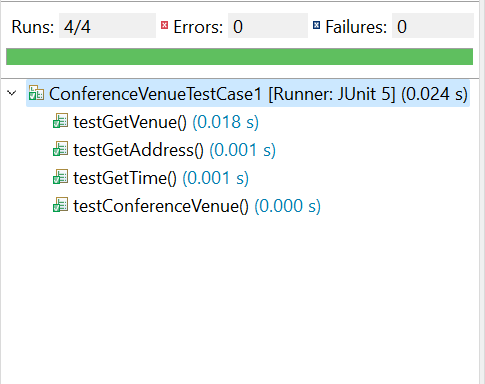 Runs: 4/4 Errors: 0 Failures: 0
ConferenceVenueTestCase1 [Runner: JUnit 5] (0.024 s)
testGetVenue() (0.018 s)
testGetAddress() (0.001 s)
testGetTime() (0.001 s)
testConferenceVenue() (0.000 s)